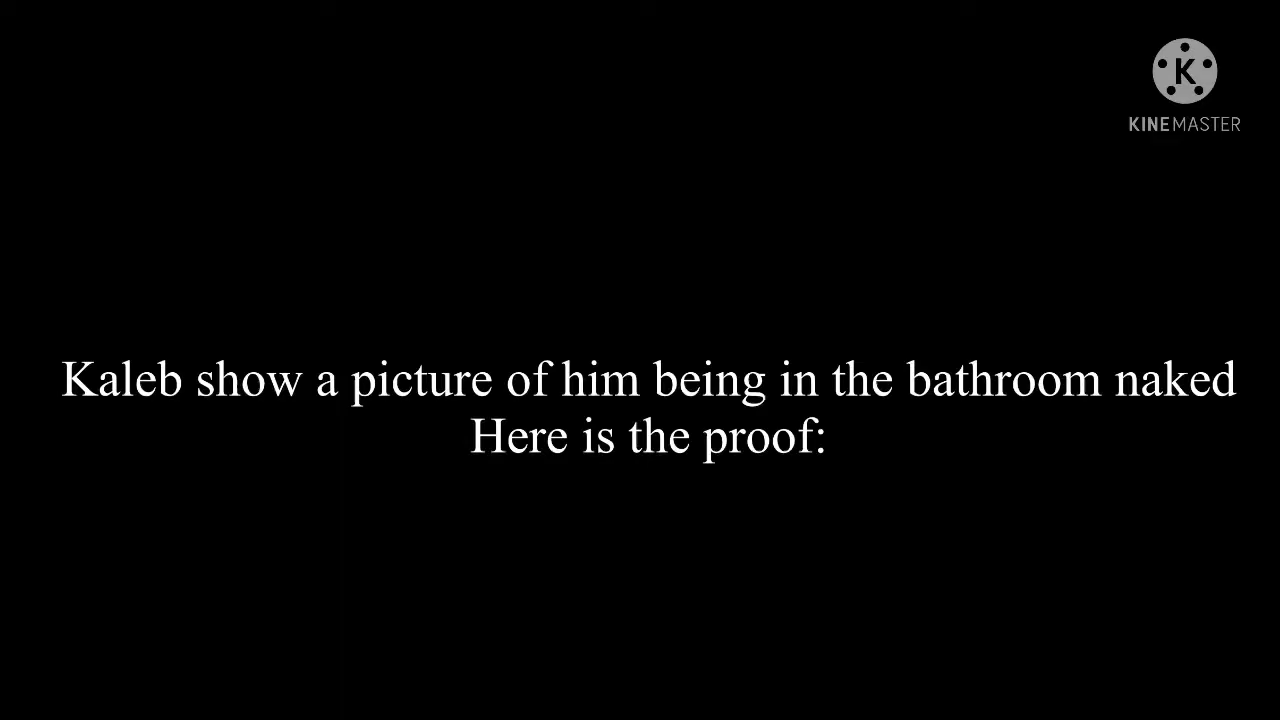 K
KINEMASTER
Kaleb show a picture of him being in the bathroom naked
Here is the proof: